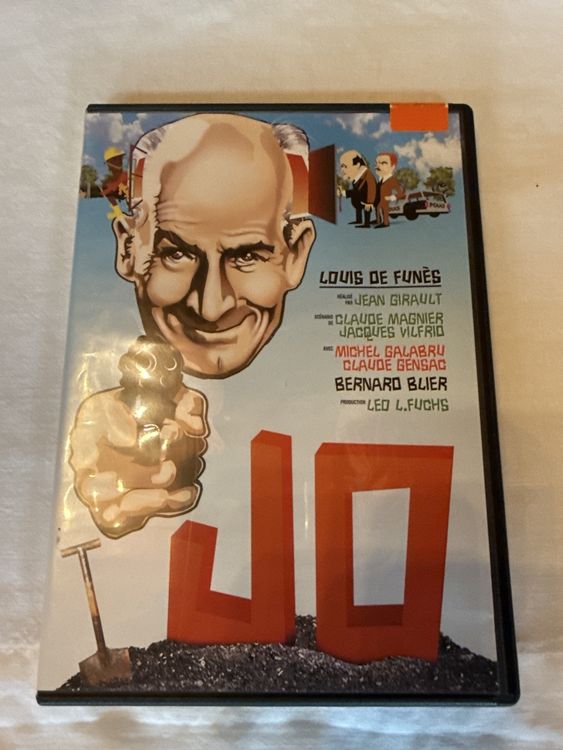 LOUIS DE FUNÈS
RÉALISÉ PAR JEAN GIRAULT
SCÉNARIO DE CLAUDE MAGNIER
JACQUES VILFRID
AVEC MICHEL GALABRU
CLAUDE GENSAC
BERNARD BLIER
PRODUCTION LEO L.FUCHS
POLICE
JO